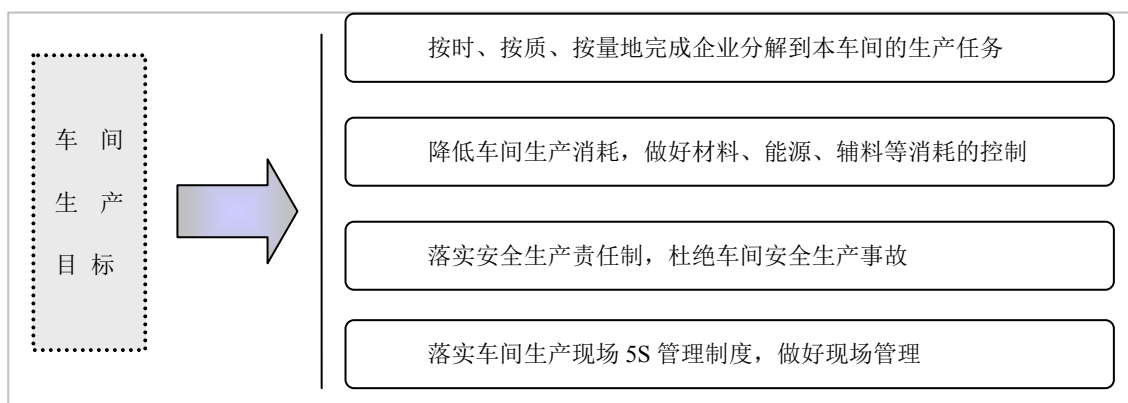 车 间
生 产
目 标
按时、按质、按量地完成企业分解到本车间的生产任务
降低车间生产消耗，做好材料、能源、辅料等消耗的控制
落实安全生产责任制，杜绝车间安全生产事故
落实车间生产现场 5S 管理制度，做好现场管理